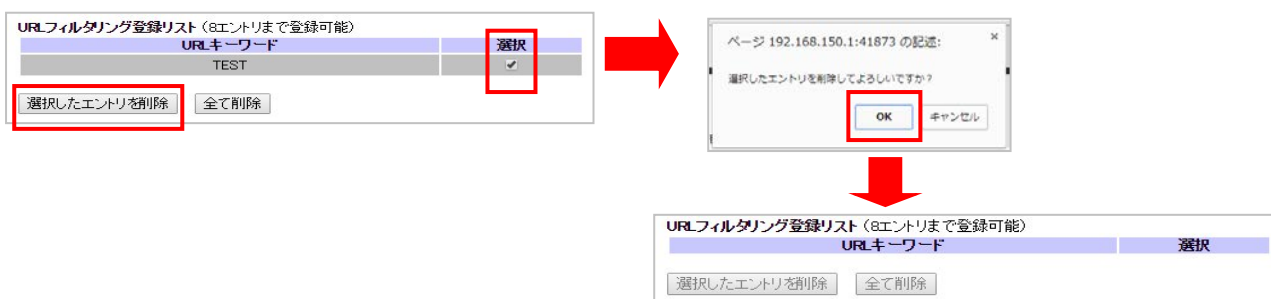 URLフィルタリング登録リスト（8エントリまで登録可能）
URLキーワード 選択
TEST
選択したエントリを削除 全て削除
ページ 192.168.150.1:41873 の記述: ×
選択したエントリを削除してよろしいですか？
OK キャンセル
URLフィルタリング登録リスト（8エントリまで登録可能）
URLキーワード 選択
選択したエントリを削除 全て削除